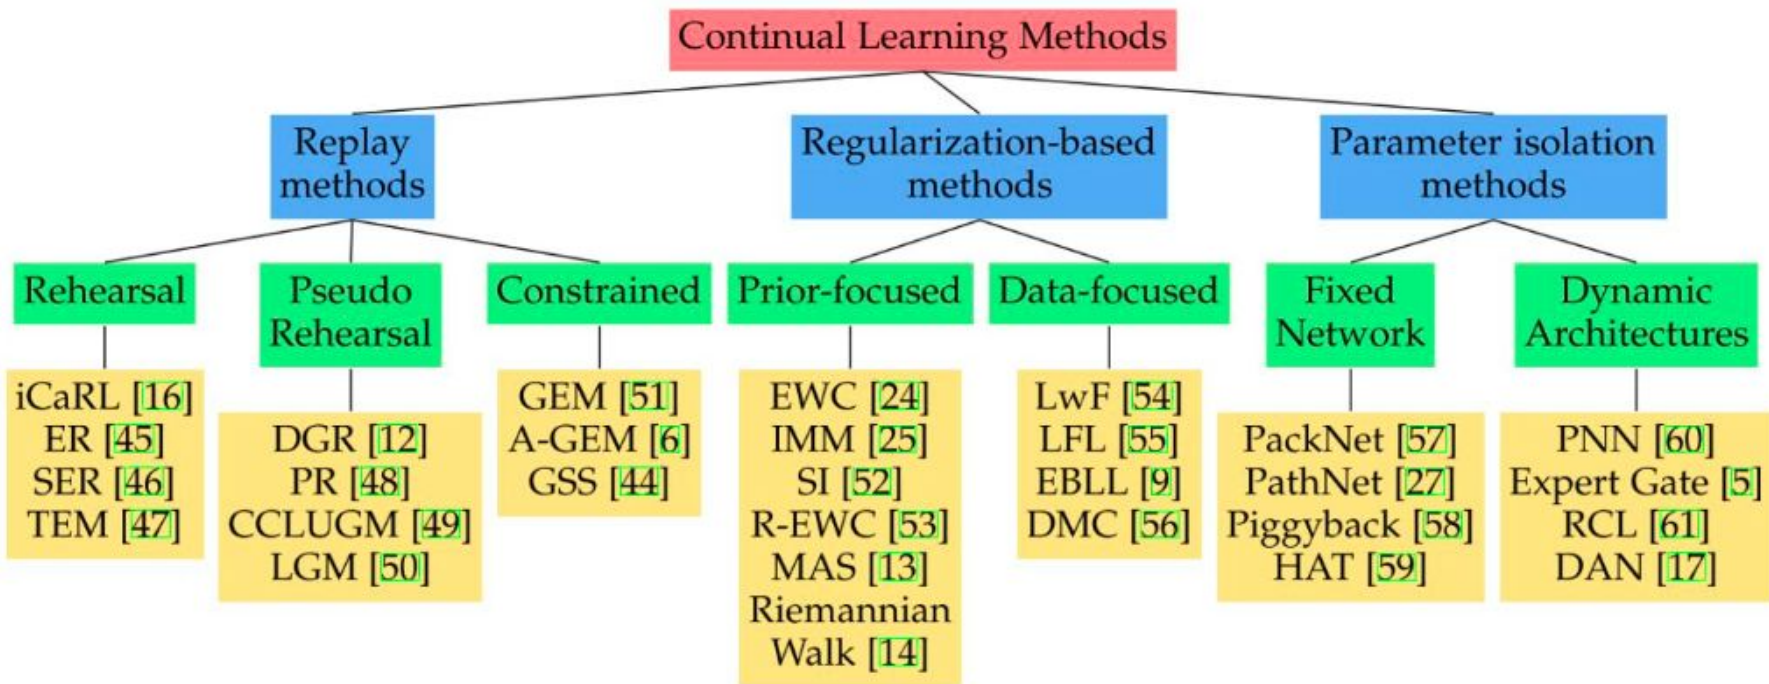 Continual Learning Methods
Replay
methods
Regularization-based
methods
Parameter isolation
methods
Rehearsal
Pseudo
Rehearsal
Constrained
Prior-focused
Data-focused
Fixed
Network
Dynamic
Architectures
iCaRL [16]
ER [45]
SER [46]
TEM [47]
DGR [12]
PR [48]
CCLUGM [49]
LGM [50]
GEM [51]
A-GEM [6]
GSS [44]
EWC [24]
IMM [25]
SI [52]
R-EWC [53]
MAS [13]
Riemannian
Walk [14]
LwF [54]
LFL [55]
EBLL [9]
DMC [56]
PackNet [57]
PathNet [27]
Piggyback [58]
HAT [59]
PNN [60]
Expert Gate [5]
RCL [61]
DAN [17]